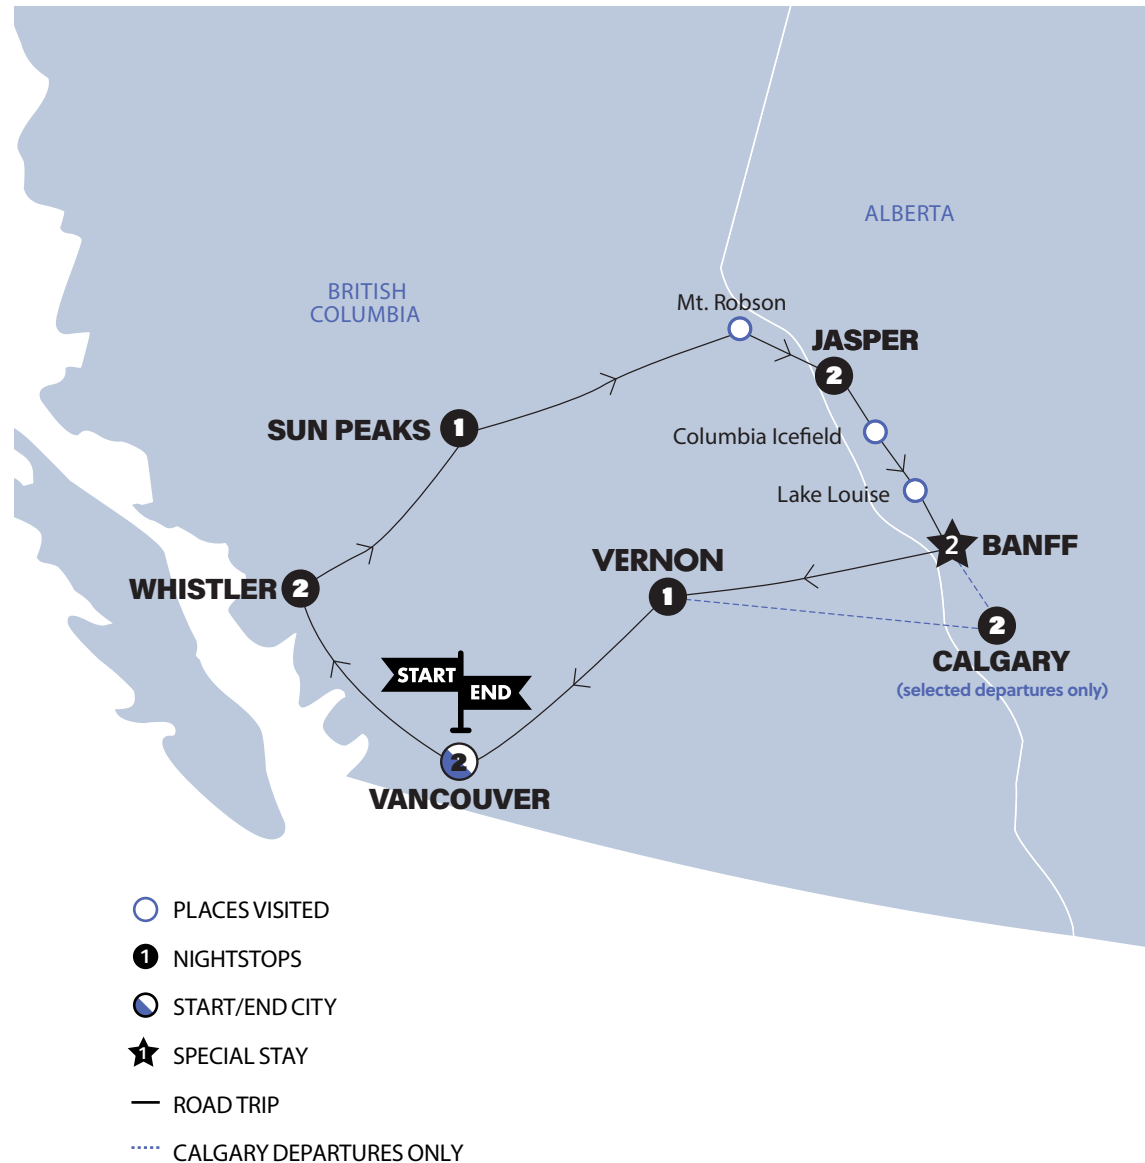 ALBERTA
BRITISH
COLUMBIA
Mt. Robson
JASPER
2
SUN PEAKS
1
Columbia Icefield
Lake Louise
2
BANFF
VERNON
1
WHISTLER
2
2
CALGARY
(selected departures only)
START
END
2
VANCOUVER
PLACES VISITED
1
NIGHTSTOPS
START/END CITY
1
SPECIAL STAY
ROAD TRIP
CALGARY DEPARTURES ONLY